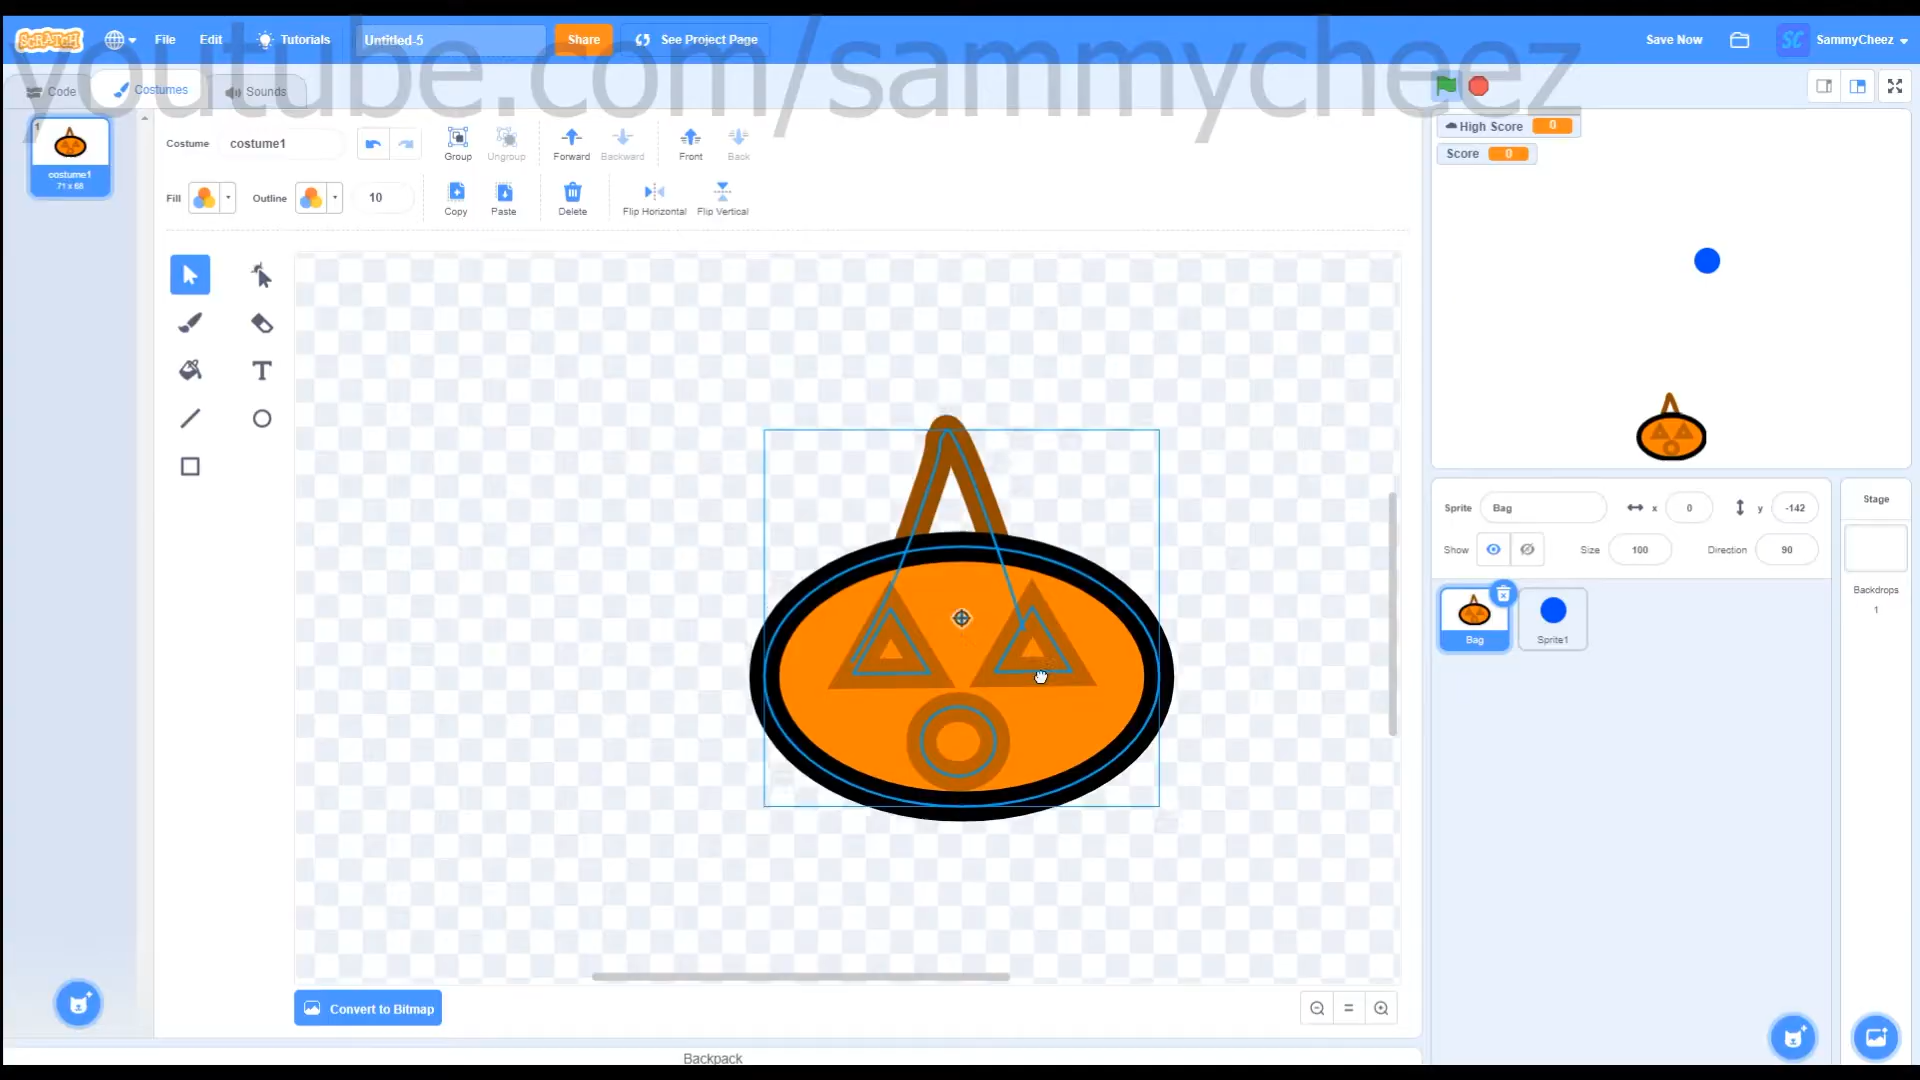 youtube.com/sammycheez
SCRATCH
File
Edit
Tutorials
Untitled-5
Share
See Project Page
Save Now
SC
SammyCheez
Code
Costumes
Sounds
1
costume1
71 x 68
Costume
costume1
Group
Ungroup
Forward
Backward
Front
Back
Fill
Outline
10
Copy
Paste
Delete
Flip Horizontal
Flip Vertical
T
High Score 0
Score 0
Sprite
Bag
x
0
y
-142
Show
Size
100
Direction
90
Bag
Sprite1
Stage
Backdrops
1
Convert to Bitmap
Backpack